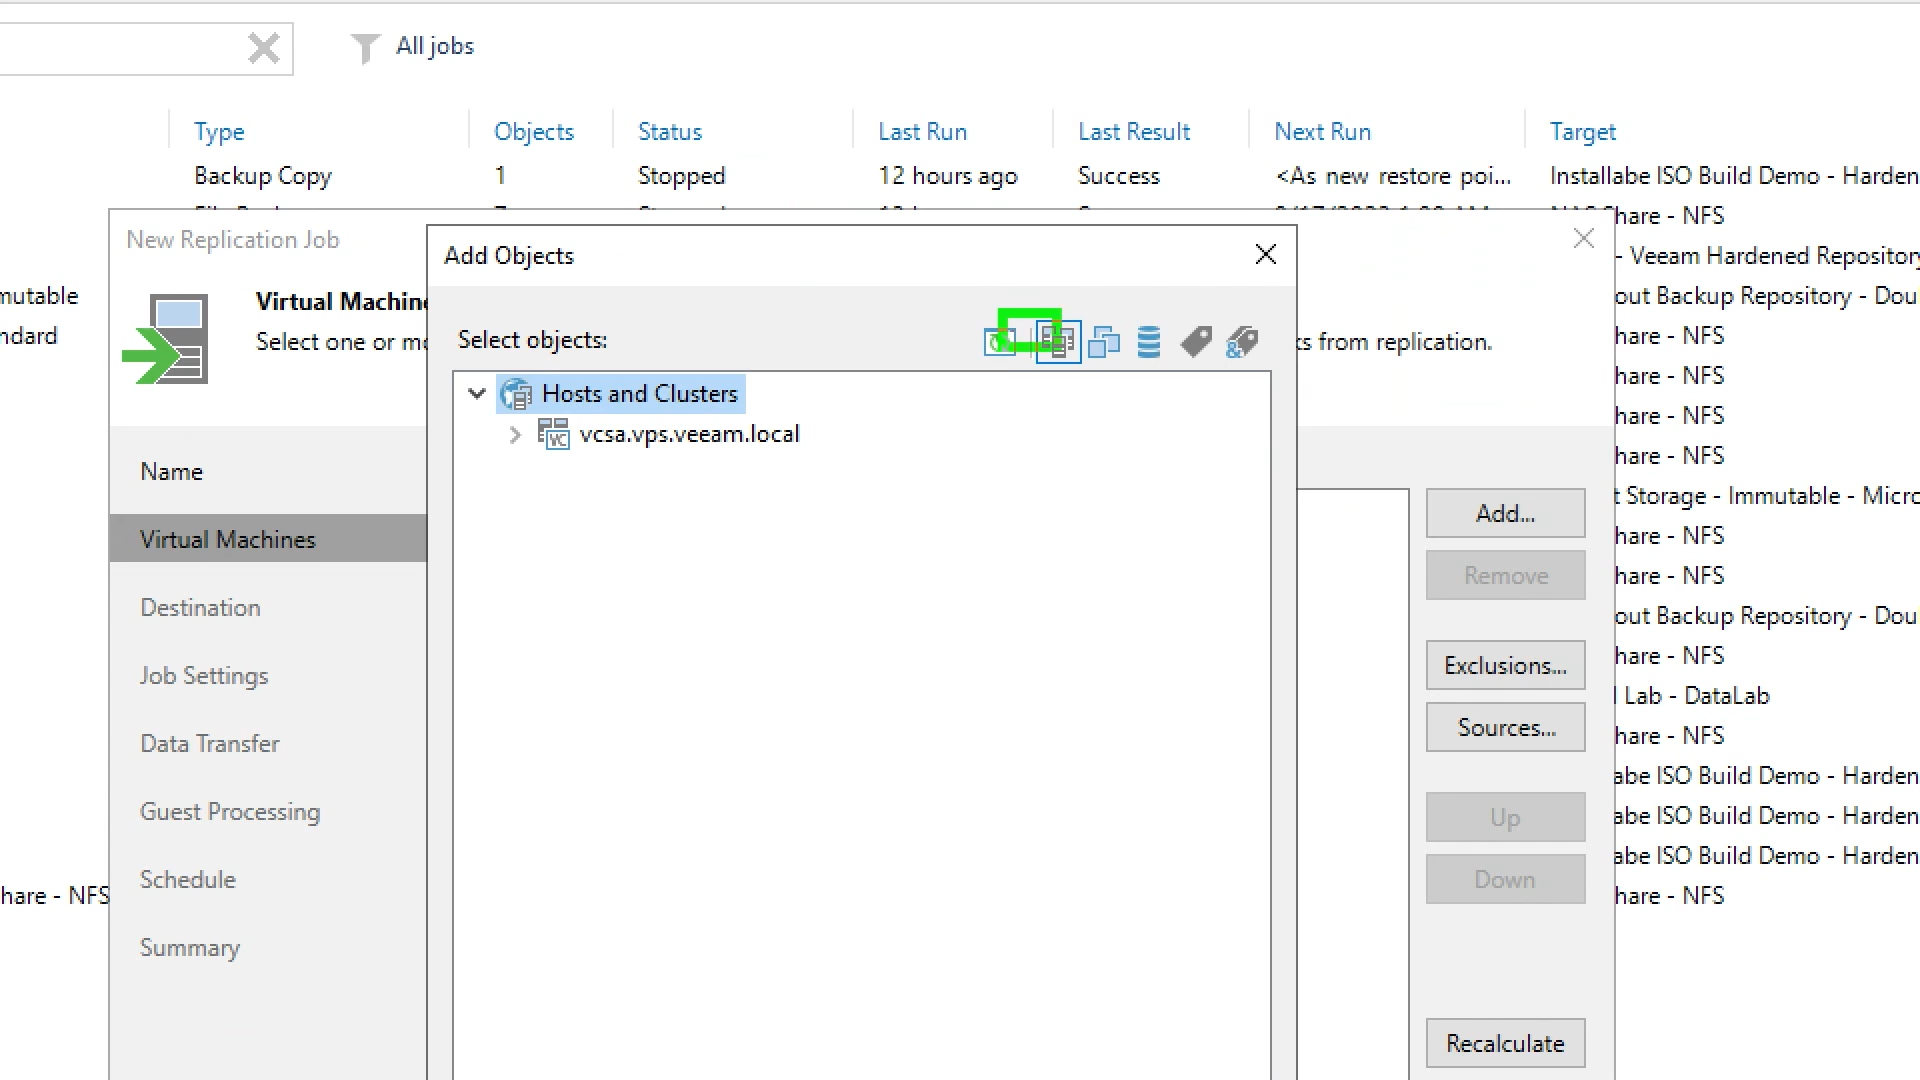 All jobs
Type Objects Status Last Run Last Result Next Run Target
Backup Copy 1 Stopped 12 hours ago Success <As new restore poi... Installabe ISO Build Demo - Harden
Share - NFS
New Replication Job
Add Objects
- Veeam Hardened Repository
mutable
Virtual Machine
out Backup Repository - Dou
ndard
Select one or mo
Select objects:
ks from replication.
hare - NFS
hare - NFS
Hosts and Clusters
hare - NFS
vcsa.vps.veeam.local
hare - NFS
Name
t Storage - Immutable - Micro
Add...
Virtual Machines
hare - NFS
Remove
hare - NFS
Destination
out Backup Repository - Dou
hare - NFS
Exclusions...
Job Settings
l Lab - DataLab
Sources...
hare - NFS
Data Transfer
abe ISO Build Demo - Harden
Guest Processing
Up
abe ISO Build Demo - Harden
abe ISO Build Demo - Harden
Schedule
Down
hare - NFS
hare - NFS
Summary
Recalculate